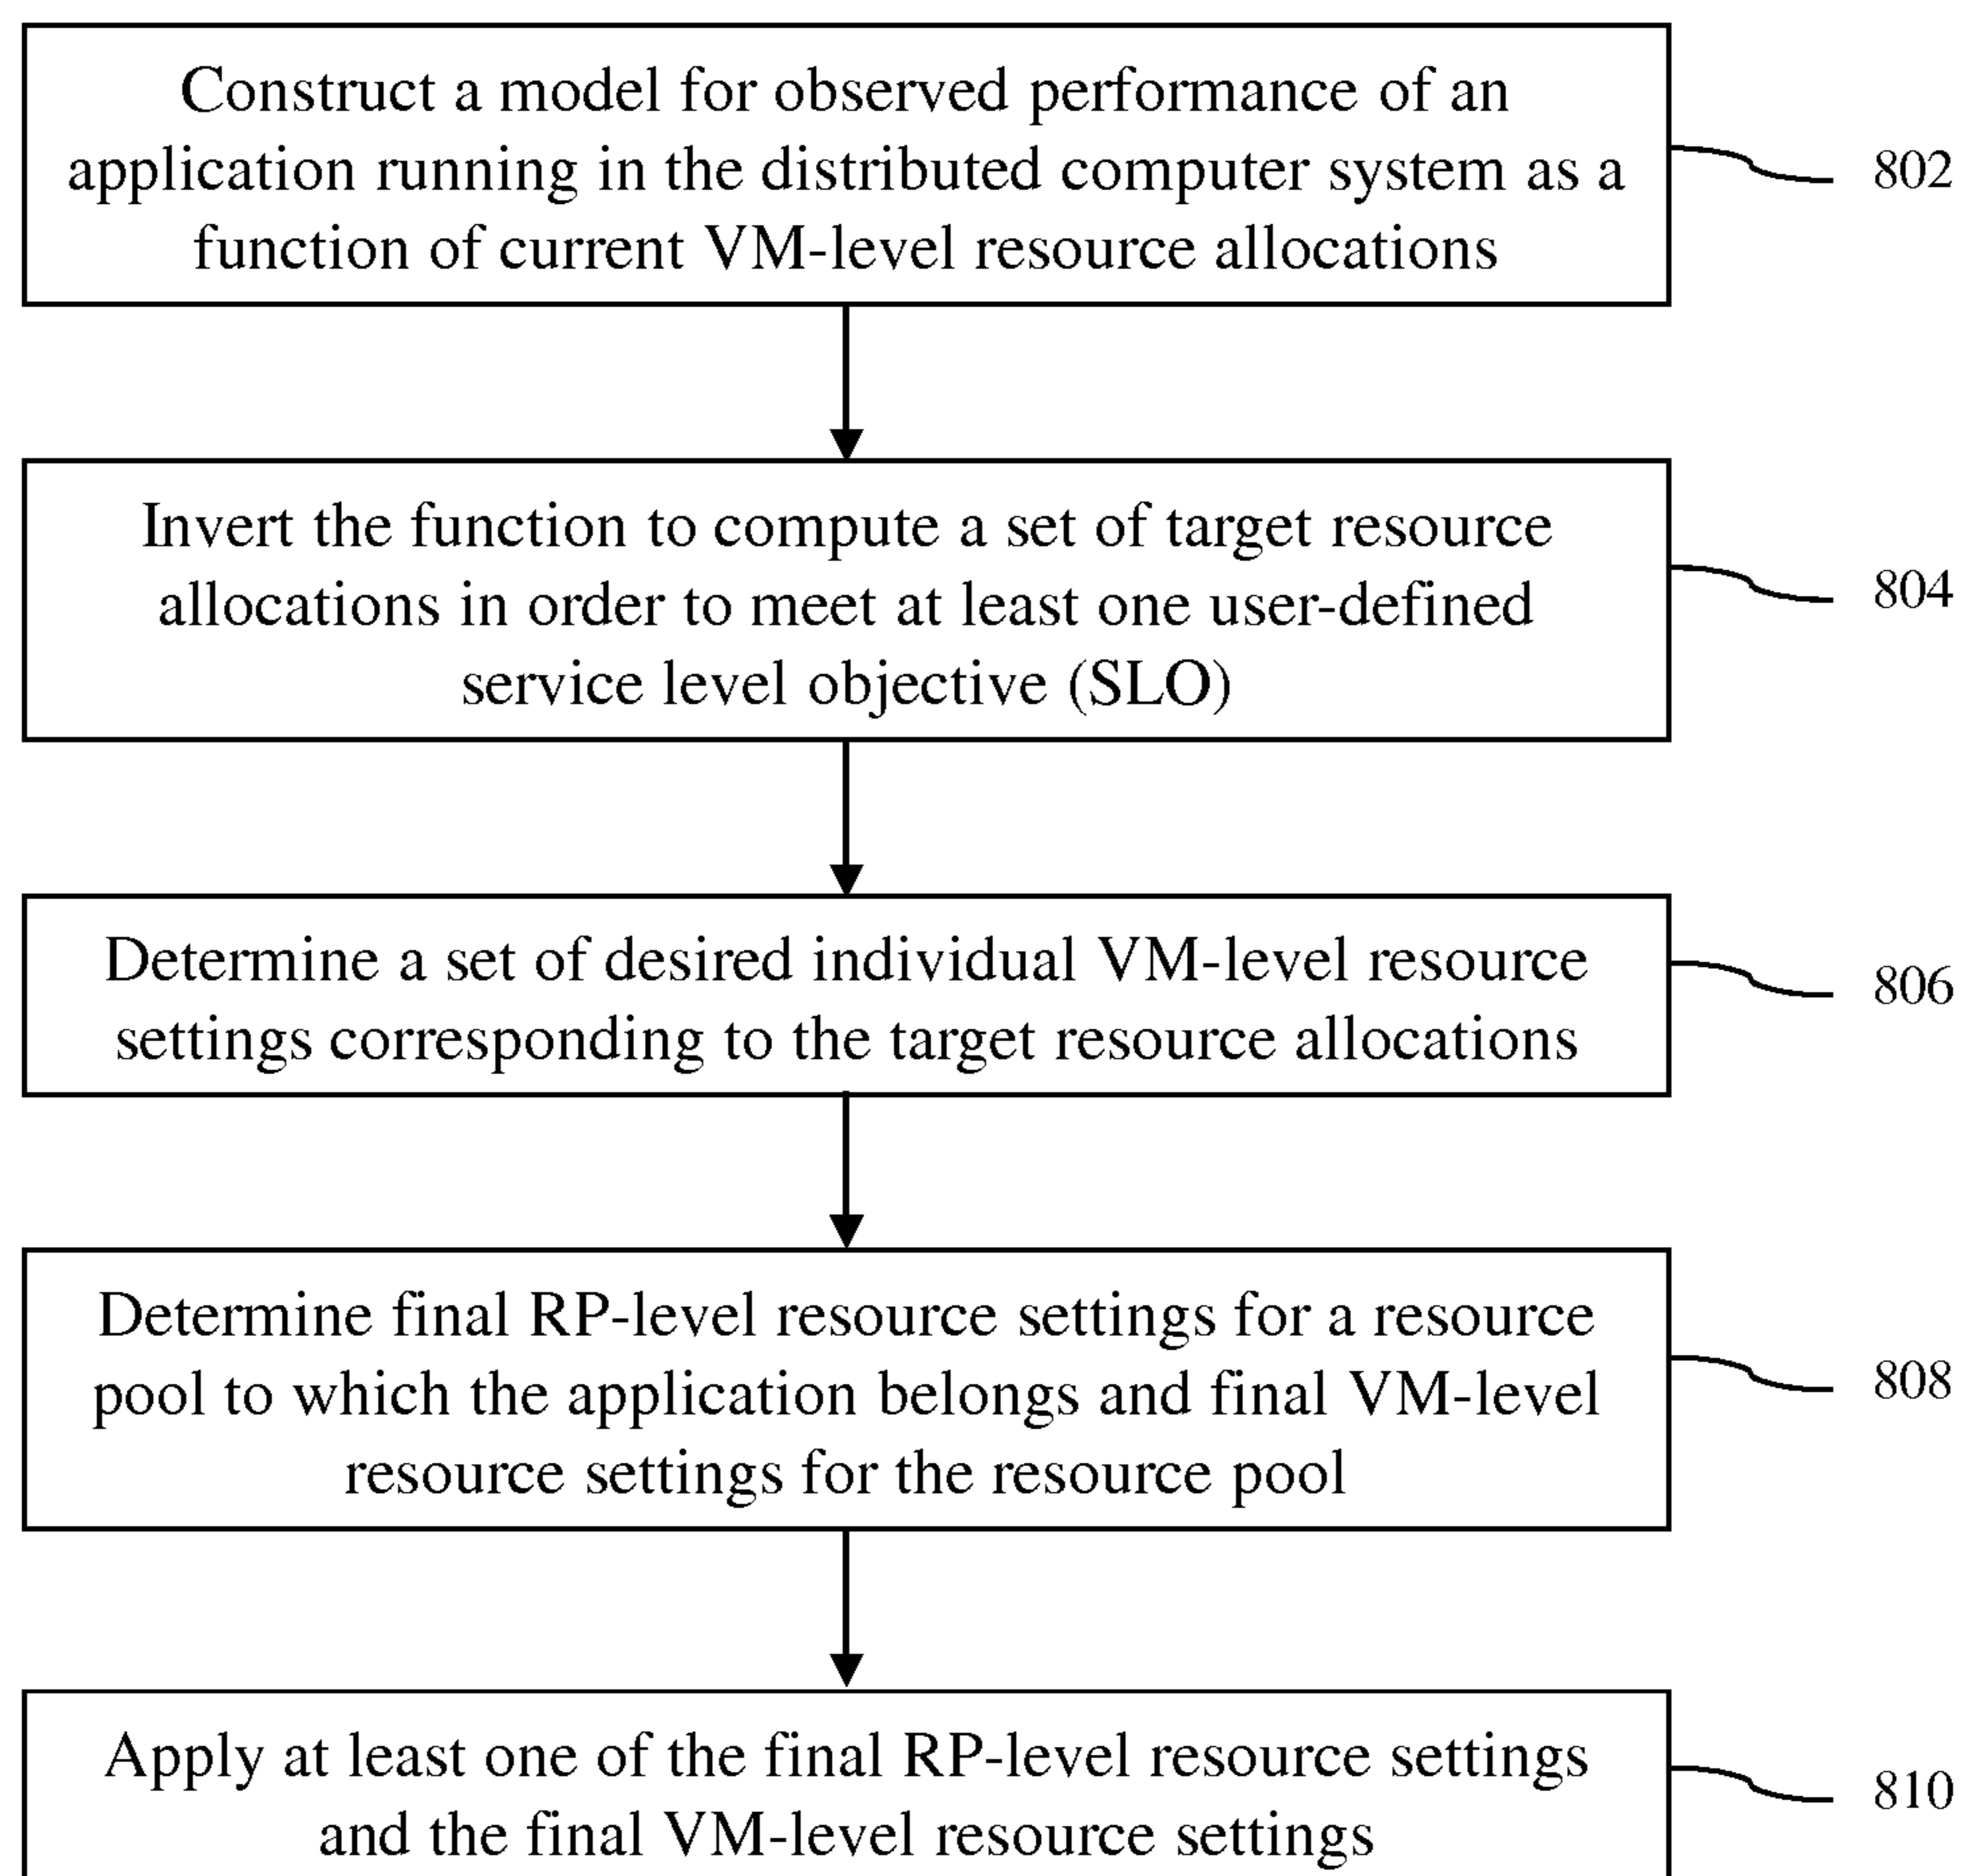 Construct a model for observed performance of an
application running in the distributed computer system as a
function of current VM-level resource allocations
802
Invert the function to compute a set of target resource
allocations in order to meet at least one user-defined
service level objective (SLO)
804
Determine a set of desired individual VM-level resource
settings corresponding to the target resource allocations
806
Determine final RP-level resource settings for a resource
pool to which the application belongs and final VM-level
resource settings for the resource pool
808
Apply at least one of the final RP-level resource settings
and the final VM-level resource settings
810